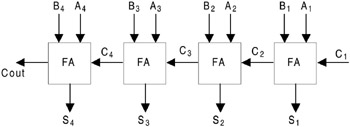 B4 A4 B3 A3 B2 A2 B1 A1
FA C4 FA C3 FA C2 FA C1
Cout
S4 S3 S2 S1